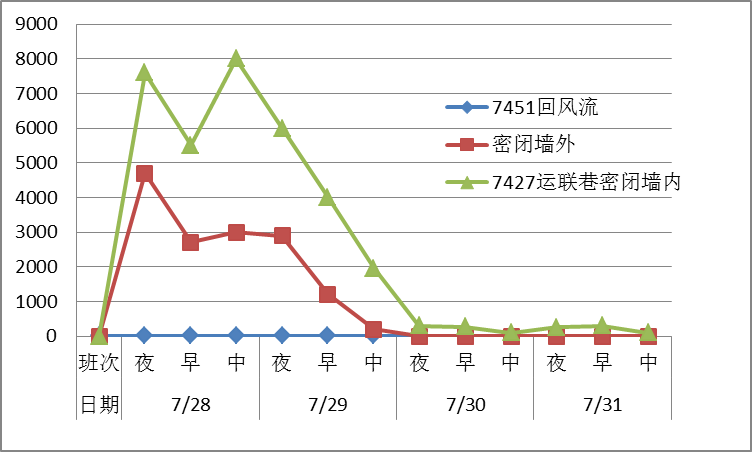 9000
8000
7000
6000
5000
4000
3000
2000
1000
0
7451回风流
密闭墙外
7427运联巷密闭墙内
班次 夜 早 中 夜 早 中 夜 早 中 夜 早 中
日期 7/28 7/29 7/30 7/31